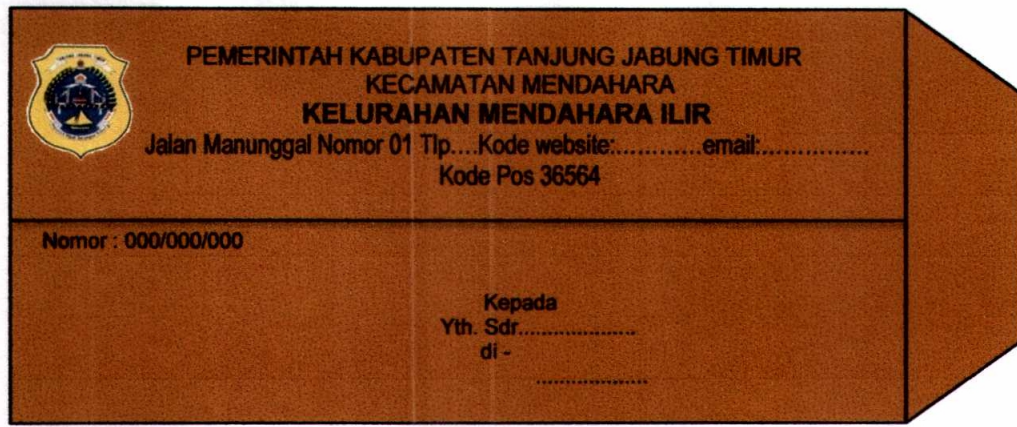 PEMERINTAH KABUPATEN TANJUNG JABUNG TIMUR
KECAMATAN MENDAHARA
KELURAHAN MENDAHARA ILIR
Jalan Manunggal Nomor 01 Tlp....Kode website:............email:...............
Kode Pos 36564
Nomor : 000/000/000
Kepada
Yth. Sdr....................
di -
...................